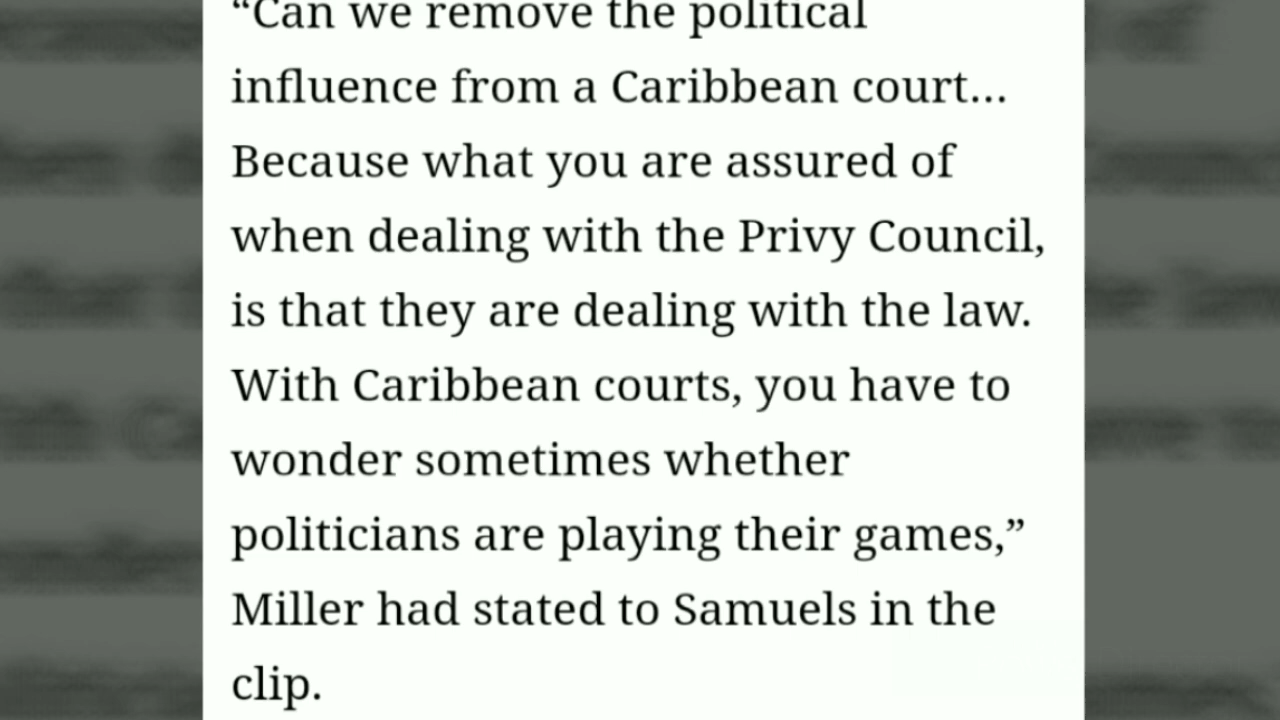 “Can we remove the political
influence from a Caribbean court...
Because what you are assured of
when dealing with the Privy Council,
is that they are dealing with the law.
With Caribbean courts, you have to
wonder sometimes whether
politicians are playing their games,”
Miller had stated to Samuels in the
clip.